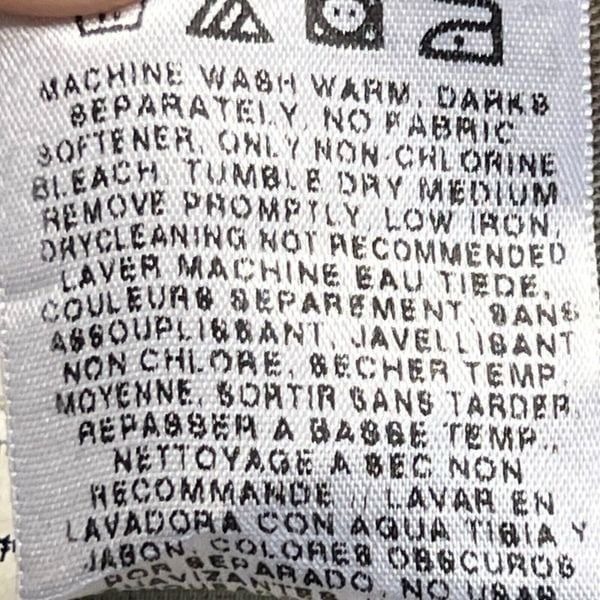 MACHINE WASH WARM, DARKS
SEPARATELY, NO FABRIC
SOFTENER, ONLY NON-CHLORINE
BLEACH, TUMBLE DRY MEDIUM
REMOVE PROMPTLY, LOW IRON,
DRYCLEANING NOT RECOMMENDED
LAVER MACHINE EAU TIEDE,
COULEURS SEPAREMENT, SANS
ASSOUPLISSANT, JAVELLISANT
NON CHLORE, SECHER TEMP.
MOYENNE, SORTIR SANS TARDER,
REPASSER A BASSE TEMP.,
NETTOYAGE A SEC NON
RECOMMANDE // LAVAR EN
LAVADORA CON AQUA TIBIA Y
JABON, COLORES OBSCUROS
POR SEPARADO, NO USAR